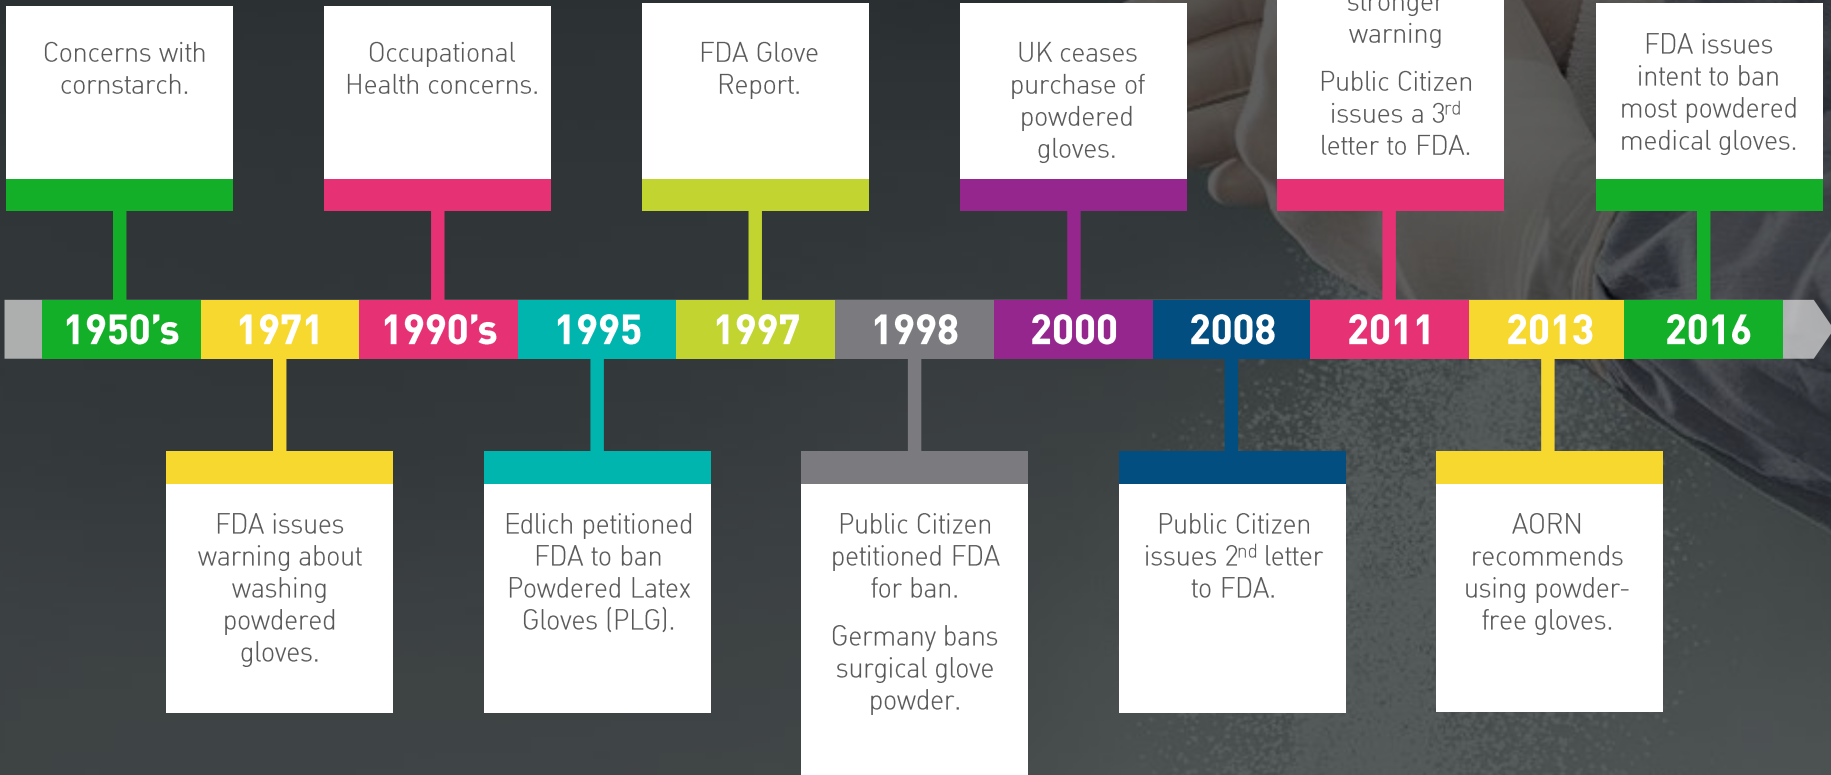 Concerns with
cornstarch.
Occupational
Health concerns.
FDA Glove
Report.
UK ceases
purchase of
powdered
gloves.
stronger
warning
Public Citizen
issues a 3rd
letter to FDA.
FDA issues
intent to ban
most powdered
medical gloves.
1950’s 1971 1990’s 1995 1997 1998 2000 2008 2011 2013 2016
FDA issues
warning about
washing
powdered
gloves.
Edlich petitioned
FDA to ban
Powdered Latex
Gloves (PLG).
Public Citizen
petitioned FDA
for ban.
Germany bans
surgical glove
powder.
Public Citizen
issues 2nd letter
to FDA.
AORN
recommends
using powder-
free gloves.